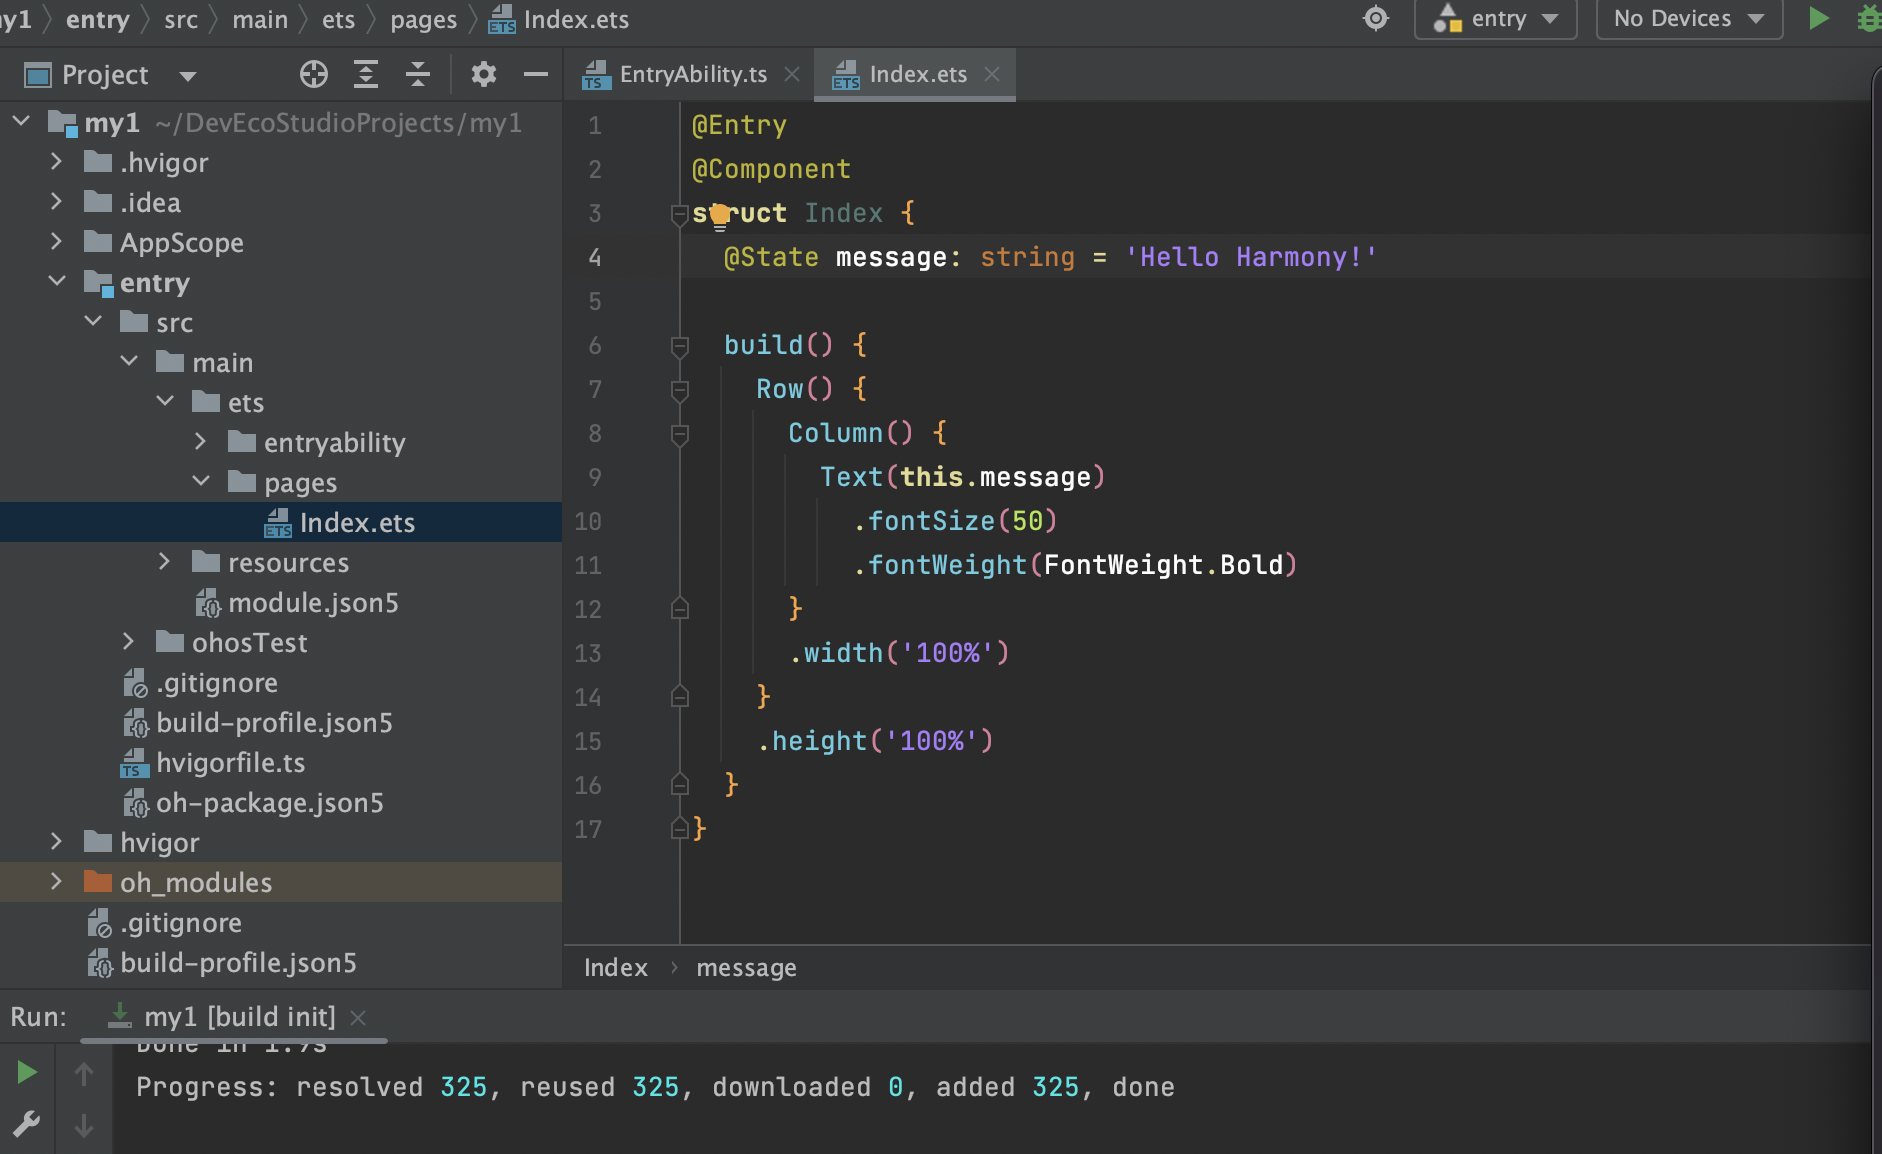 my1 entry src main ets pages Index.ets entry No Devices
Project
EntryAbility.ts Index.ets
my1 ~/DevEcoStudioProjects/my1
.hvigor
.idea
AppScope
entry
src
main
ets
entryability
pages
Index.ets
resources
module.json5
ohosTest
.gitignore
build-profile.json5
hvigorfile.ts
oh-package.json5
hvigor
oh_modules
.gitignore
build-profile.json5
1 @Entry
2 @Component
3 struct Index {
4 @State message: string = 'Hello Harmony!'
5
6 build() {
7 Row() {
8 Column() {
9 Text(this.message)
10 .fontSize(50)
11 .fontWeight(FontWeight.Bold)
12 }
13 .width('100%')
14 }
15 .height('100%')
16 }
17 }
Index message
Run: my1 [build init]
Done in 1.9s
Progress: resolved 325, reused 325, downloaded 0, added 325, done